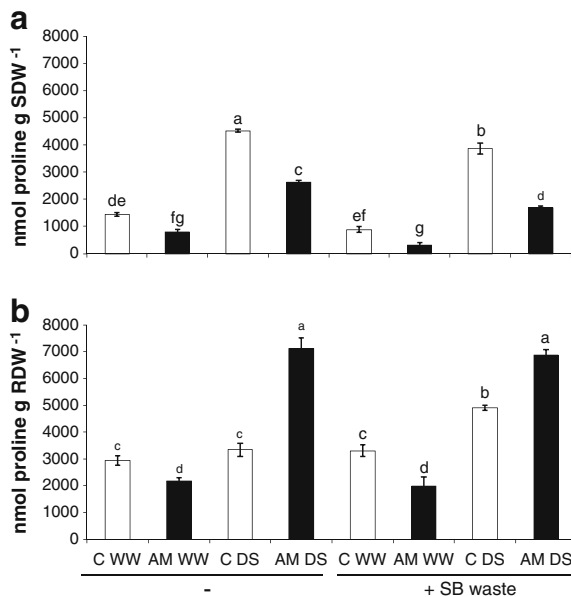 a
nmol proline g SDW⁻¹
8000
7000
6000
5000
4000
3000
2000
1000
0
de
fg
a
c
ef
g
b
d
b
nmol proline g RDW⁻¹
8000
7000
6000
5000
4000
3000
2000
1000
0
c
d
c
a
c
d
b
a
C WW AM WW C DS AM DS C WW AM WW C DS AM DS
- + SB waste